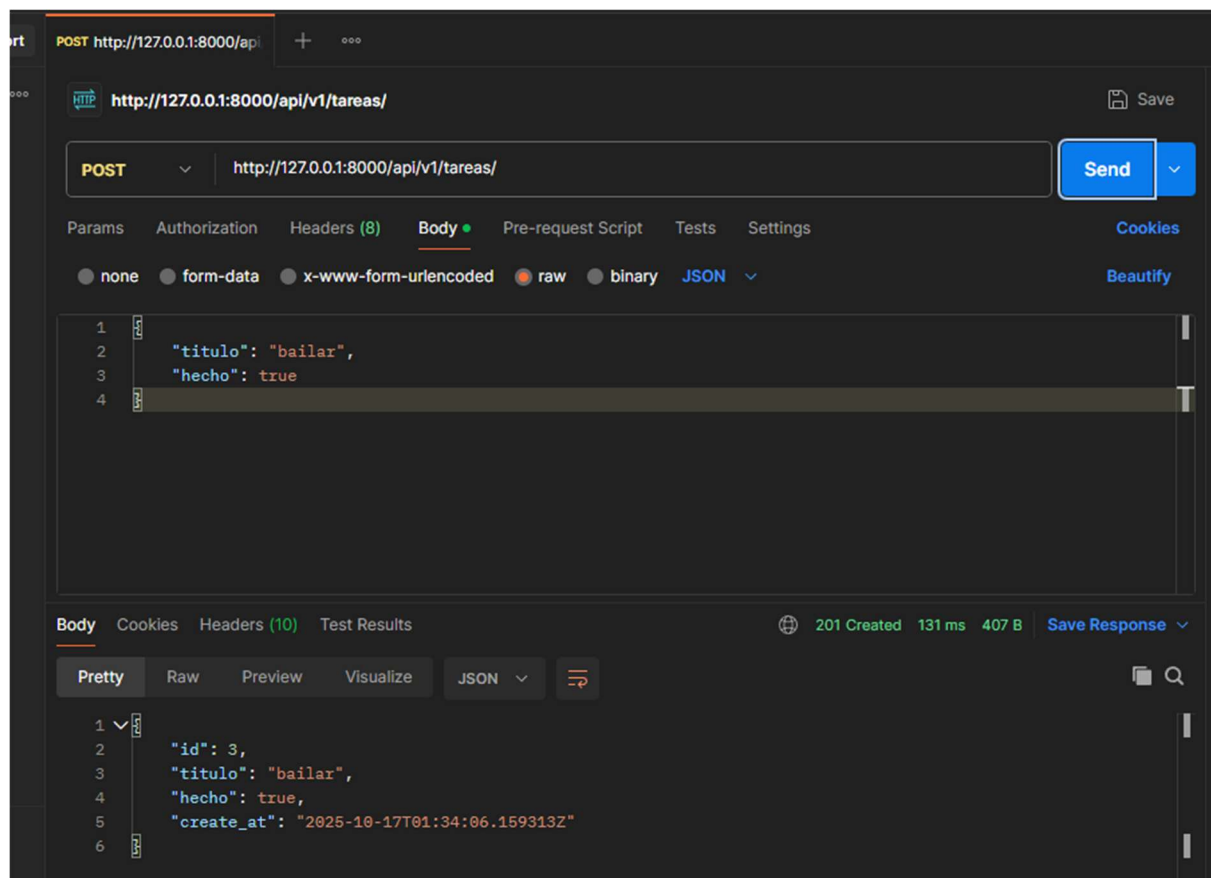 rt
POST http://127.0.0.1:8000/api
HTTP http://127.0.0.1:8000/api/v1/tareas/ Save
POST http://127.0.0.1:8000/api/v1/tareas/ Send
Params Authorization Headers (8) Body Pre-request Script Tests Settings Cookies
none form-data x-www-form-urlencoded raw binary JSON Beautify
1 {
2 "titulo": "bailar",
3 "hecho": true
4 }
Body Cookies Headers (10) Test Results 201 Created 131 ms 407 B Save Response
Pretty Raw Preview Visualize JSON
1 {
2 "id": 3,
3 "titulo": "bailar",
4 "hecho": true,
5 "create_at": "2025-10-17T01:34:06.159313Z"
6 }